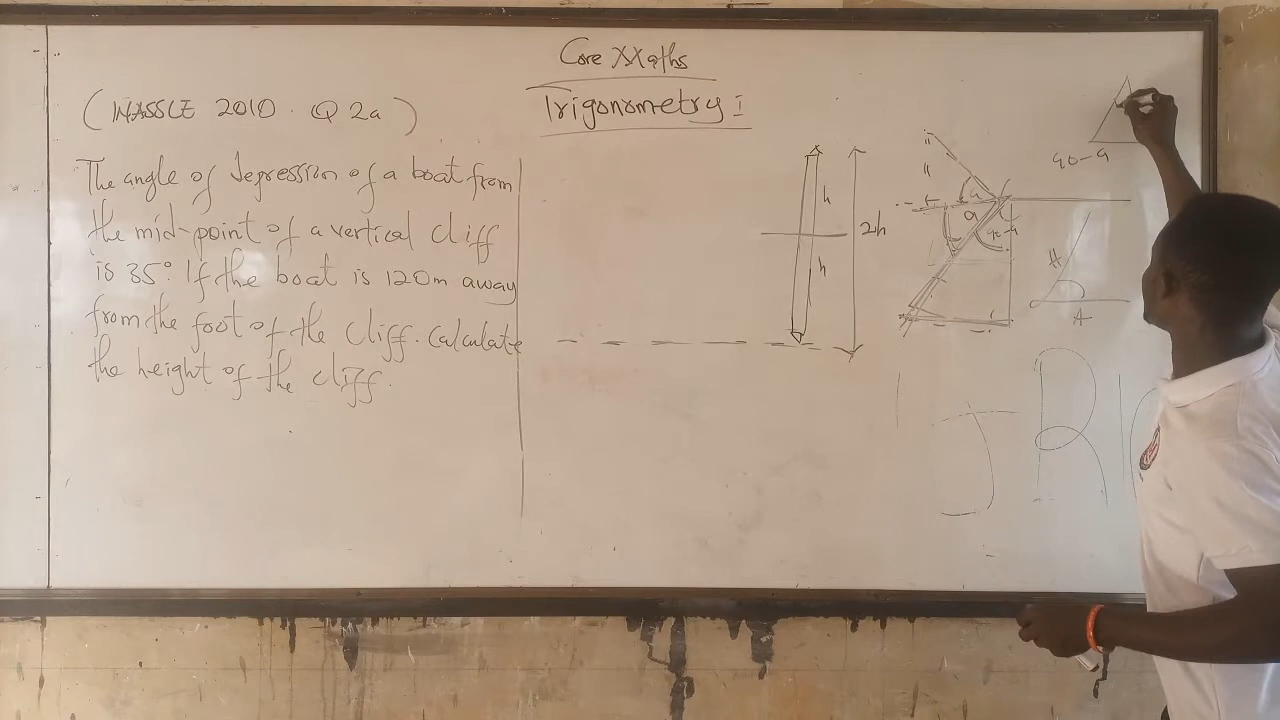 Core Maths
Trigonometry I
(WASSCE 2010. Q 2a)
The angle of depression of a boat from
the mid-point of a vertical cliff
is 35°. If the boat is 120m away
from the foot of the cliff. Calculate
the height of the cliff.
h
h
2h
a
a
90-a
H
A
90-a